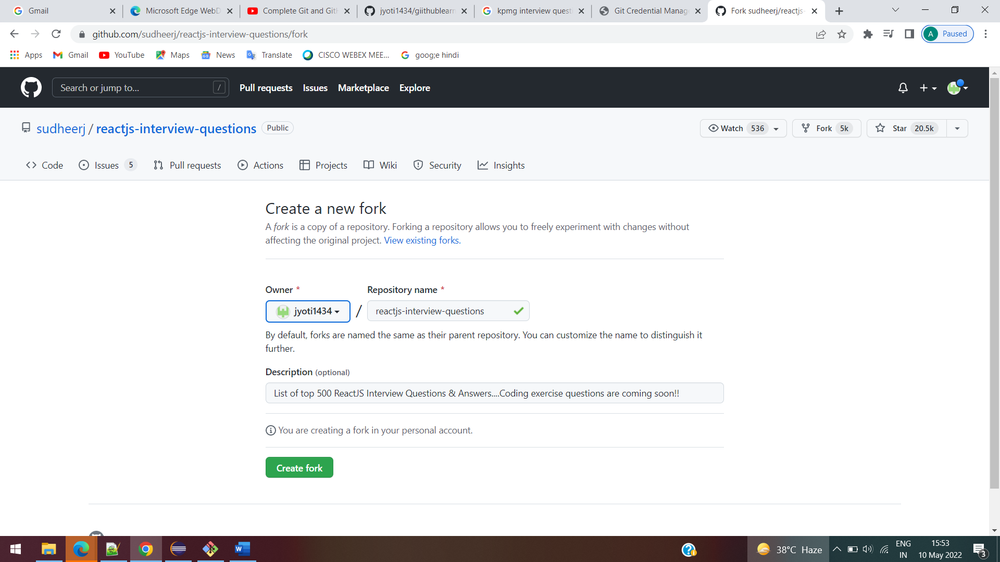 Gmail
Microsoft Edge WebD
Complete Git and GitH
jyoti1434/giithublearn
kpmg interview questi
Git Credential Manage
Fork sudheerj/reactjs-
github.com/sudheerj/reactjs-interview-questions/fork
A Paused
Apps
Gmail
YouTube
Maps
News
Translate
CISCO WEBEX MEE...
goog;e hindi
Search or jump to... /
Pull requests
Issues
Marketplace
Explore
sudheerj / reactjs-interview-questions Public
Watch 536
Fork 5k
Star 20.5k
Code
Issues 5
Pull requests
Actions
Projects
Wiki
Security
Insights
Create a new fork
A fork is a copy of a repository. Forking a repository allows you to freely experiment with changes without
affecting the original project. View existing forks.
Owner * Repository name *
jyoti1434 / reactjs-interview-questions
By default, forks are named the same as their parent repository. You can customize the name to distinguish it
further.
Description (optional)
List of top 500 ReactJS Interview Questions & Answers....Coding exercise questions are coming soon!!
You are creating a fork in your personal account.
Create fork
38°C Haze
ENG
IN
15:53
10 May 2022
3